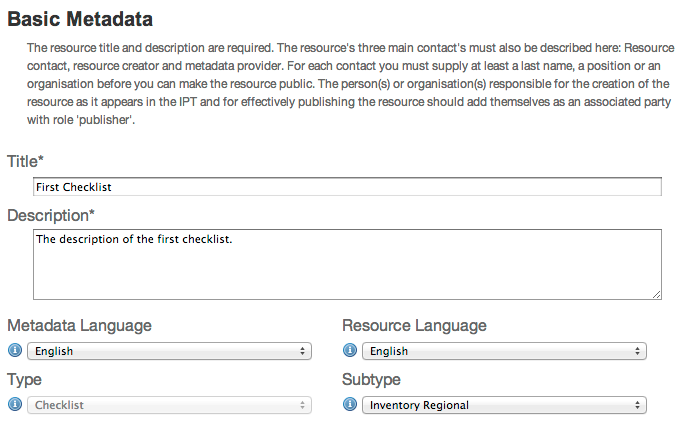 Basic Metadata
The resource title and description are required. The resource's three main contact's must also be described here: Resource
contact, resource creator and metadata provider. For each contact you must supply at least a last name, a position or an
organisation before you can make the resource public. The person(s) or organisation(s) responsible for the creation of the
resource as it appears in the IPT and for effectively publishing the resource should add themselves as an associated party
with role 'publisher'.
Title*
First Checklist
Description*
The description of the first checklist.
Metadata Language
Resource Language
English
English
Type
Subtype
Checklist
Inventory Regional